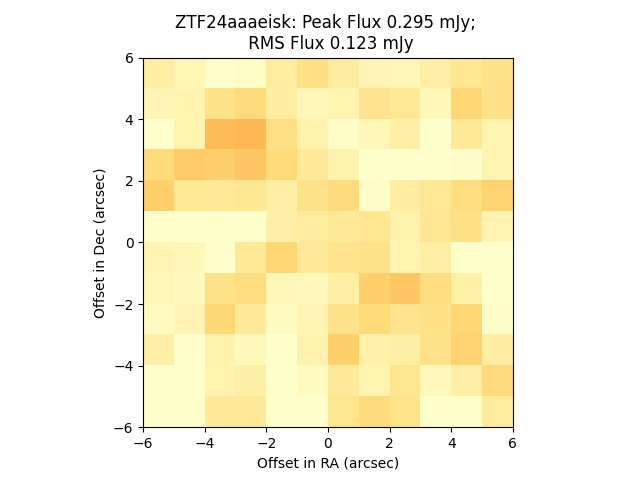 ZTF24aaaeisk: Peak Flux 0.295 mJy;
RMS Flux 0.123 mJy
6
4
2
0
−2
−4
−6
Offset in Dec (arcsec)
−6 −4 −2 0 2 4 6
Offset in RA (arcsec)